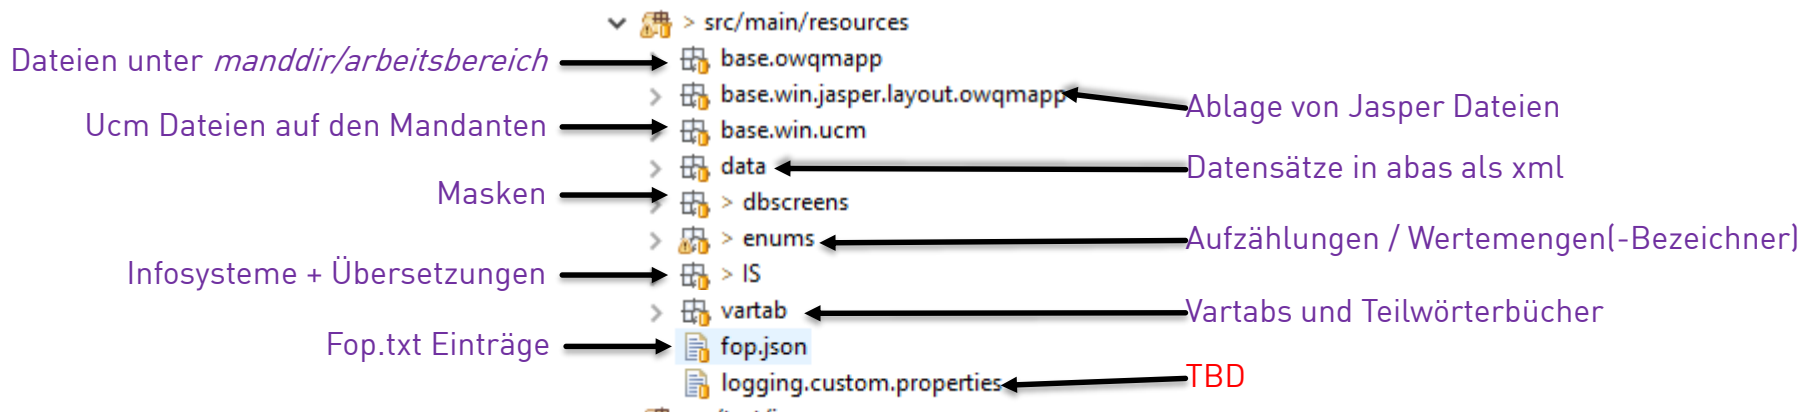 > src/main/resources
Dateien unter manddir/arbeitsbereich
base.owqmapp
base.win.jasper.layout.owqmapp
Ablage von Jasper Dateien
Ucm Dateien auf den Mandanten
base.win.ucm
data
Datensätze in abas als xml
Masken
> dbscreens
> enums
Aufzählungen / Wertemengen(-Bezeichner)
Infosysteme + Übersetzungen
> IS
vartab
Vartabs und Teilwörterbücher
Fop.txt Einträge
fop.json
logging.custom.properties
TBD